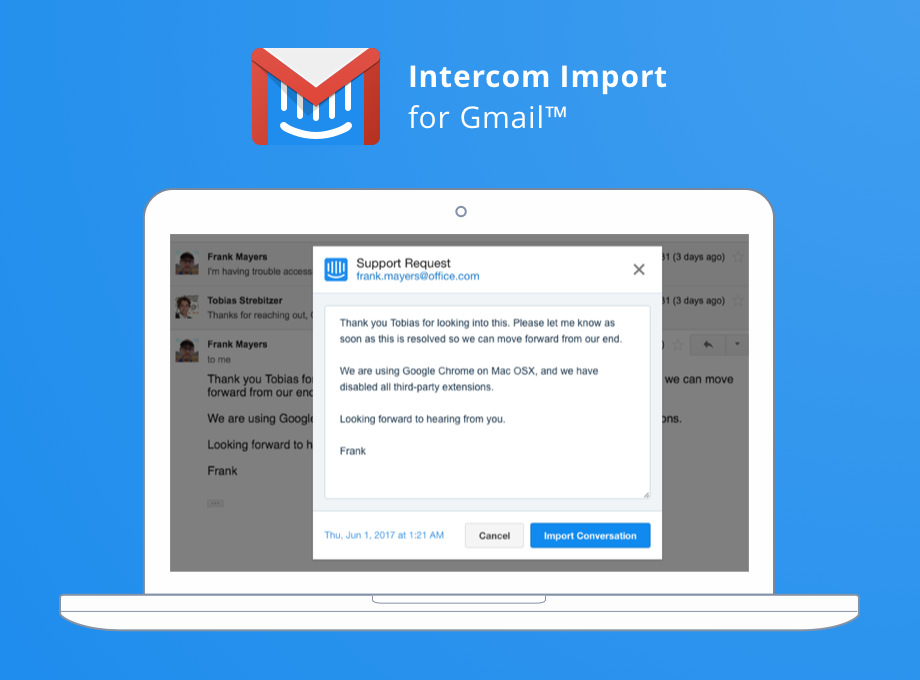 Intercom Import
for Gmail™
Frank Mayers
I'm having trouble access
31 (3 days ago)
Tobias Strebitzer
Thanks for reaching out,
31 (3 days ago)
Frank Mayers
to me
Thank you Tobias fo
we can move
forward from our end
We are using Google
ons.
Looking forward to h
Frank
Support Request
frank.mayers@office.com
Thank you Tobias for looking into this. Please let me know as
soon as this is resolved so we can move forward from our end.
We are using Google Chrome on Mac OSX, and we have
disabled all third-party extensions.
Looking forward to hearing from you.
Frank
Thu, Jun 1, 2017 at 1:21 AM
Cancel
Import Conversation